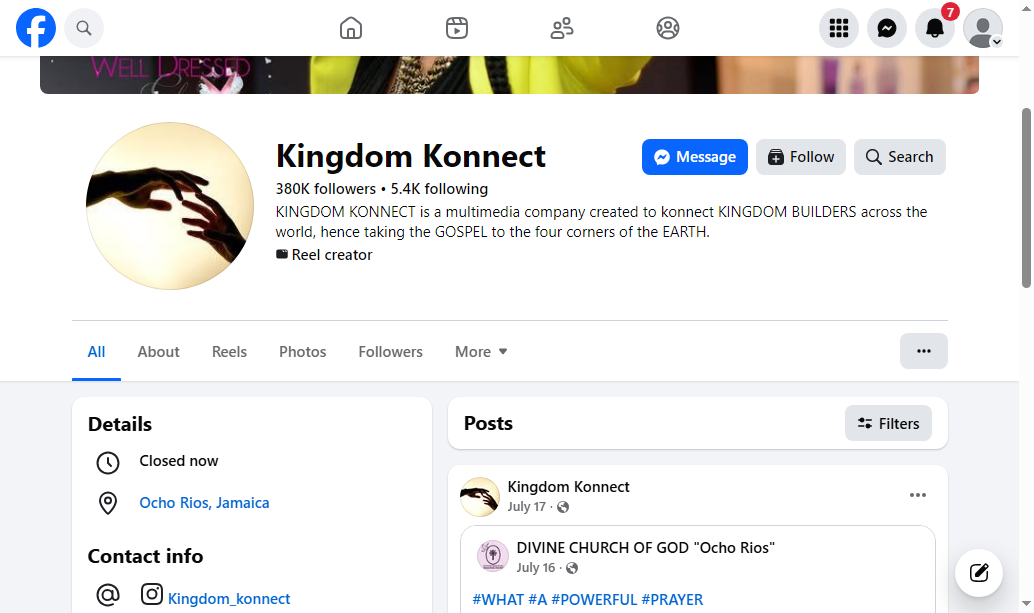 7
WELL DRESSED
Kingdom Konnect
380K followers • 5.4K following
KINGDOM KONNECT is a multimedia company created to konnect KINGDOM BUILDERS across the
world, hence taking the GOSPEL to the four corners of the EARTH.
Reel creator
Message
Follow
Search
All
About
Reels
Photos
Followers
More
Details
Closed now
Ocho Rios, Jamaica
Contact info
Kingdom_konnect
Posts
Filters
Kingdom Konnect
July 17 ·
DIVINE CHURCH OF GOD "Ocho Rios"
July 16 ·
#WHAT #A #POWERFUL #PRAYER